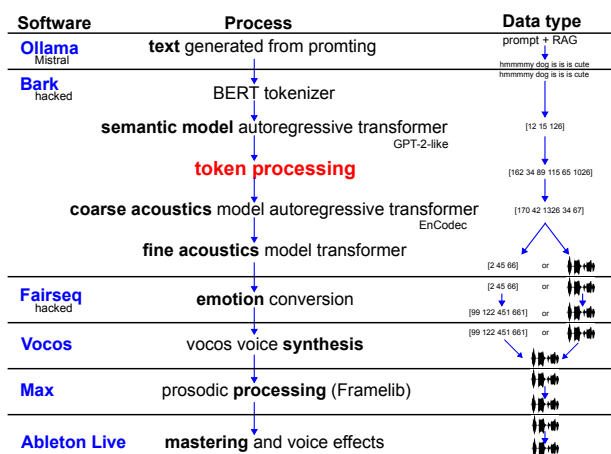 Software Process Data type
Ollama text generated from promting prompt + RAG
Mistral
hmmmmy dog is is is cute
Bark hmmmmy dog is is is cute
hacked
BERT tokenizer
semantic model autoregressive transformer [12 15 126]
GPT-2-like
token processing [162 34 89 115 65 1026]
coarse acoustics model autoregressive transformer [170 42 1326 34 67]
EnCodec
fine acoustics model transformer
[2 45 66] or
Fairseq [2 45 66] or
hacked
emotion conversion [99 122 451 661] or
Vocos vocos voice synthesis [99 122 451 661] or
Max prosodic processing (Framelib)
Ableton Live mastering and voice effects